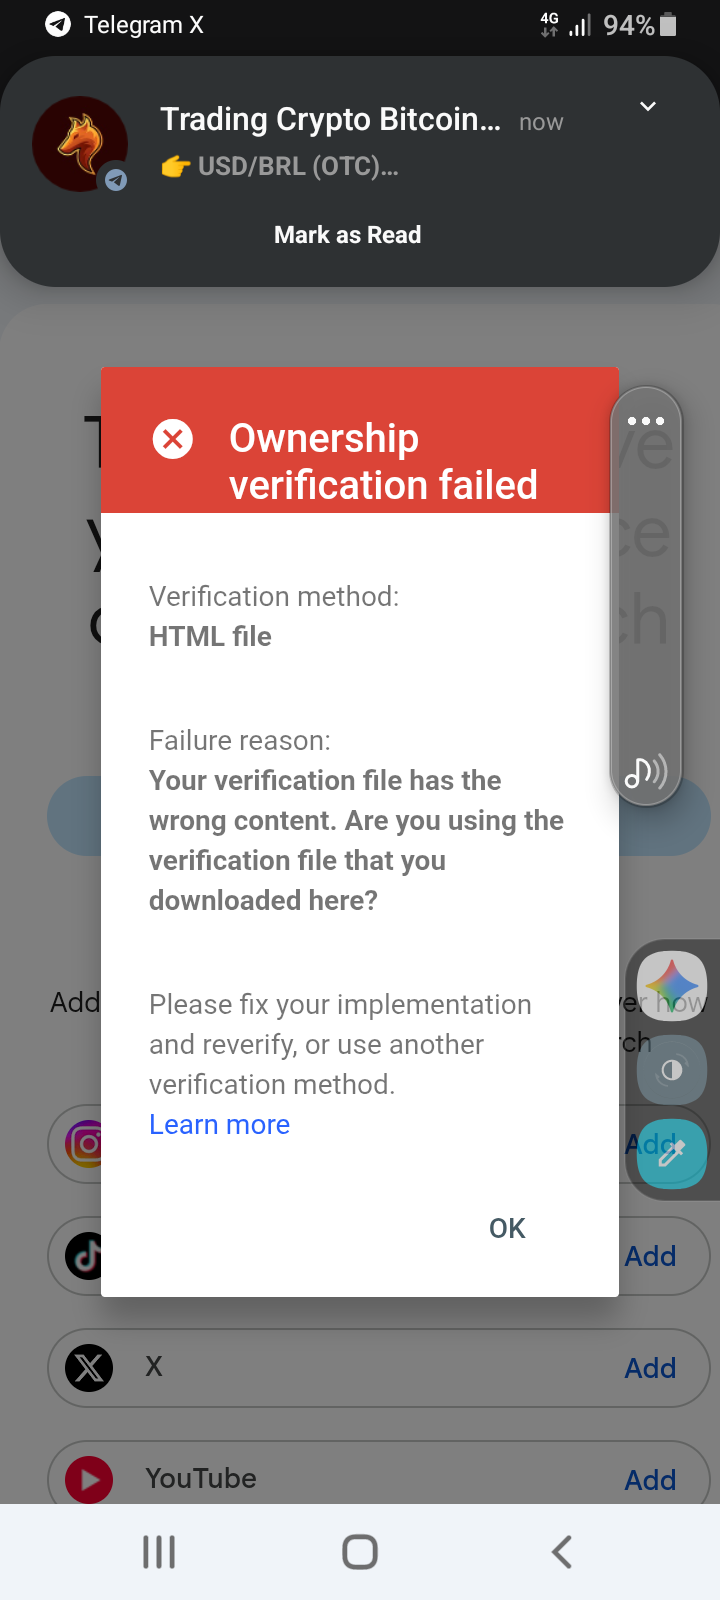 Telegram X
4G
94%
Trading Crypto Bitcoin... now
👉 USD/BRL (OTC)...
Mark as Read
Ownership
verification failed
Verification method:
HTML file
Failure reason:
Your verification file has the
wrong content. Are you using the
verification file that you
downloaded here?
Please fix your implementation
and reverify, or use another
verification method.
Learn more
OK
Add
how
Add
Add
X
Add
YouTube
Add